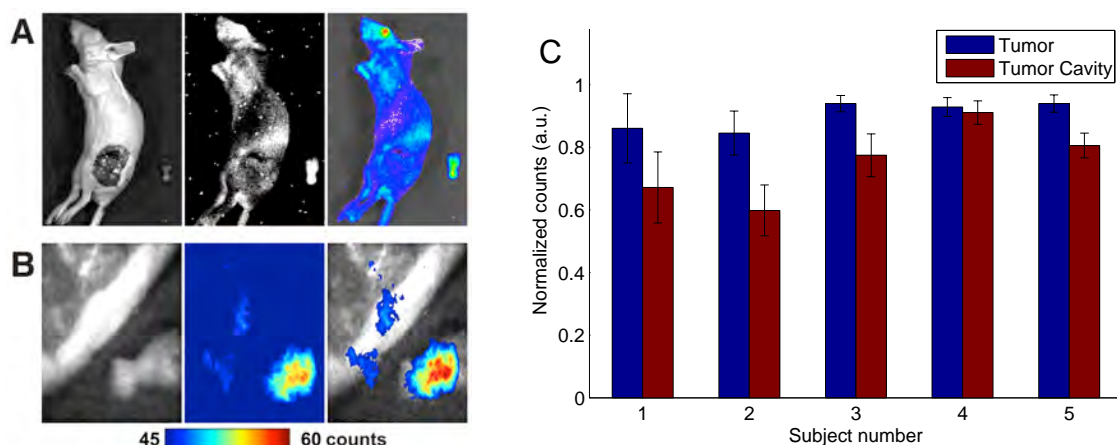 A
B
45 60 counts
C
Tumor
Tumor Cavity
Normalized counts (a.u.)
1
0.8
0.6
0.4
0.2
0
1 2 3 4 5
Subject number